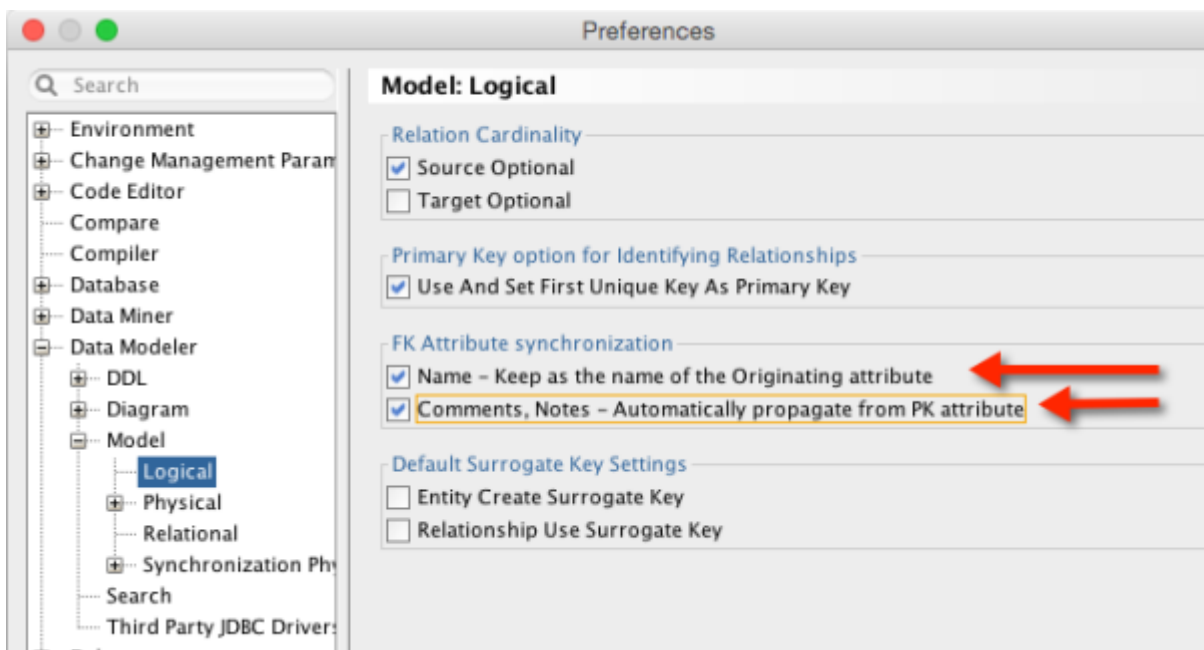 Preferences
Search
Environment
Change Management Param
Code Editor
Compare
Compiler
Database
Data Miner
Data Modeler
DDL
Diagram
Model
Logical
Physical
Relational
Synchronization Phy
Search
Third Party JDBC Drivers
Model: Logical
Relation Cardinality
Source Optional
Target Optional
Primary Key option for Identifying Relationships
Use And Set First Unique Key As Primary Key
FK Attribute synchronization
Name – Keep as the name of the Originating attribute
Comments, Notes – Automatically propagate from PK attribute
Default Surrogate Key Settings
Entity Create Surrogate Key
Relationship Use Surrogate Key